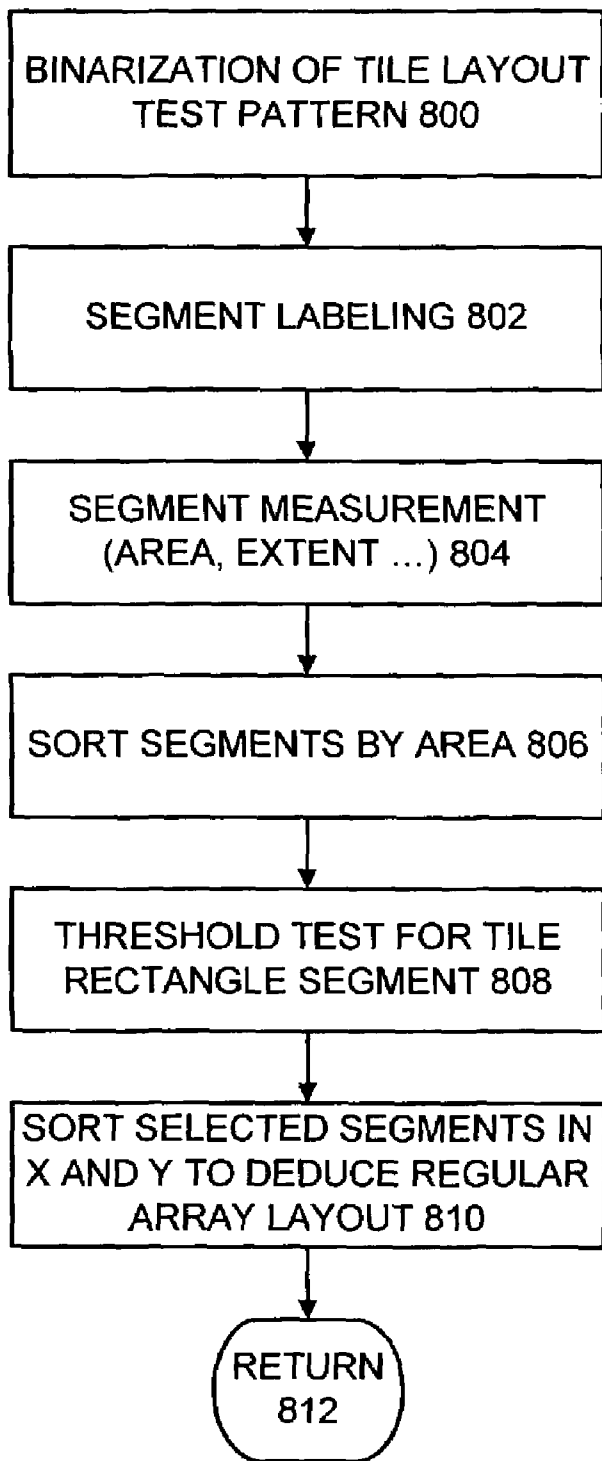 BINARIZATION OF TILE LAYOUT
TEST PATTERN 800
SEGMENT LABELING 802
SEGMENT MEASUREMENT
(AREA, EXTENT ...) 804
SORT SEGMENTS BY AREA 806
THRESHOLD TEST FOR TILE
RECTANGLE SEGMENT 808
SORT SELECTED SEGMENTS IN
X AND Y TO DEDUCE REGULAR
ARRAY LAYOUT 810
RETURN
812